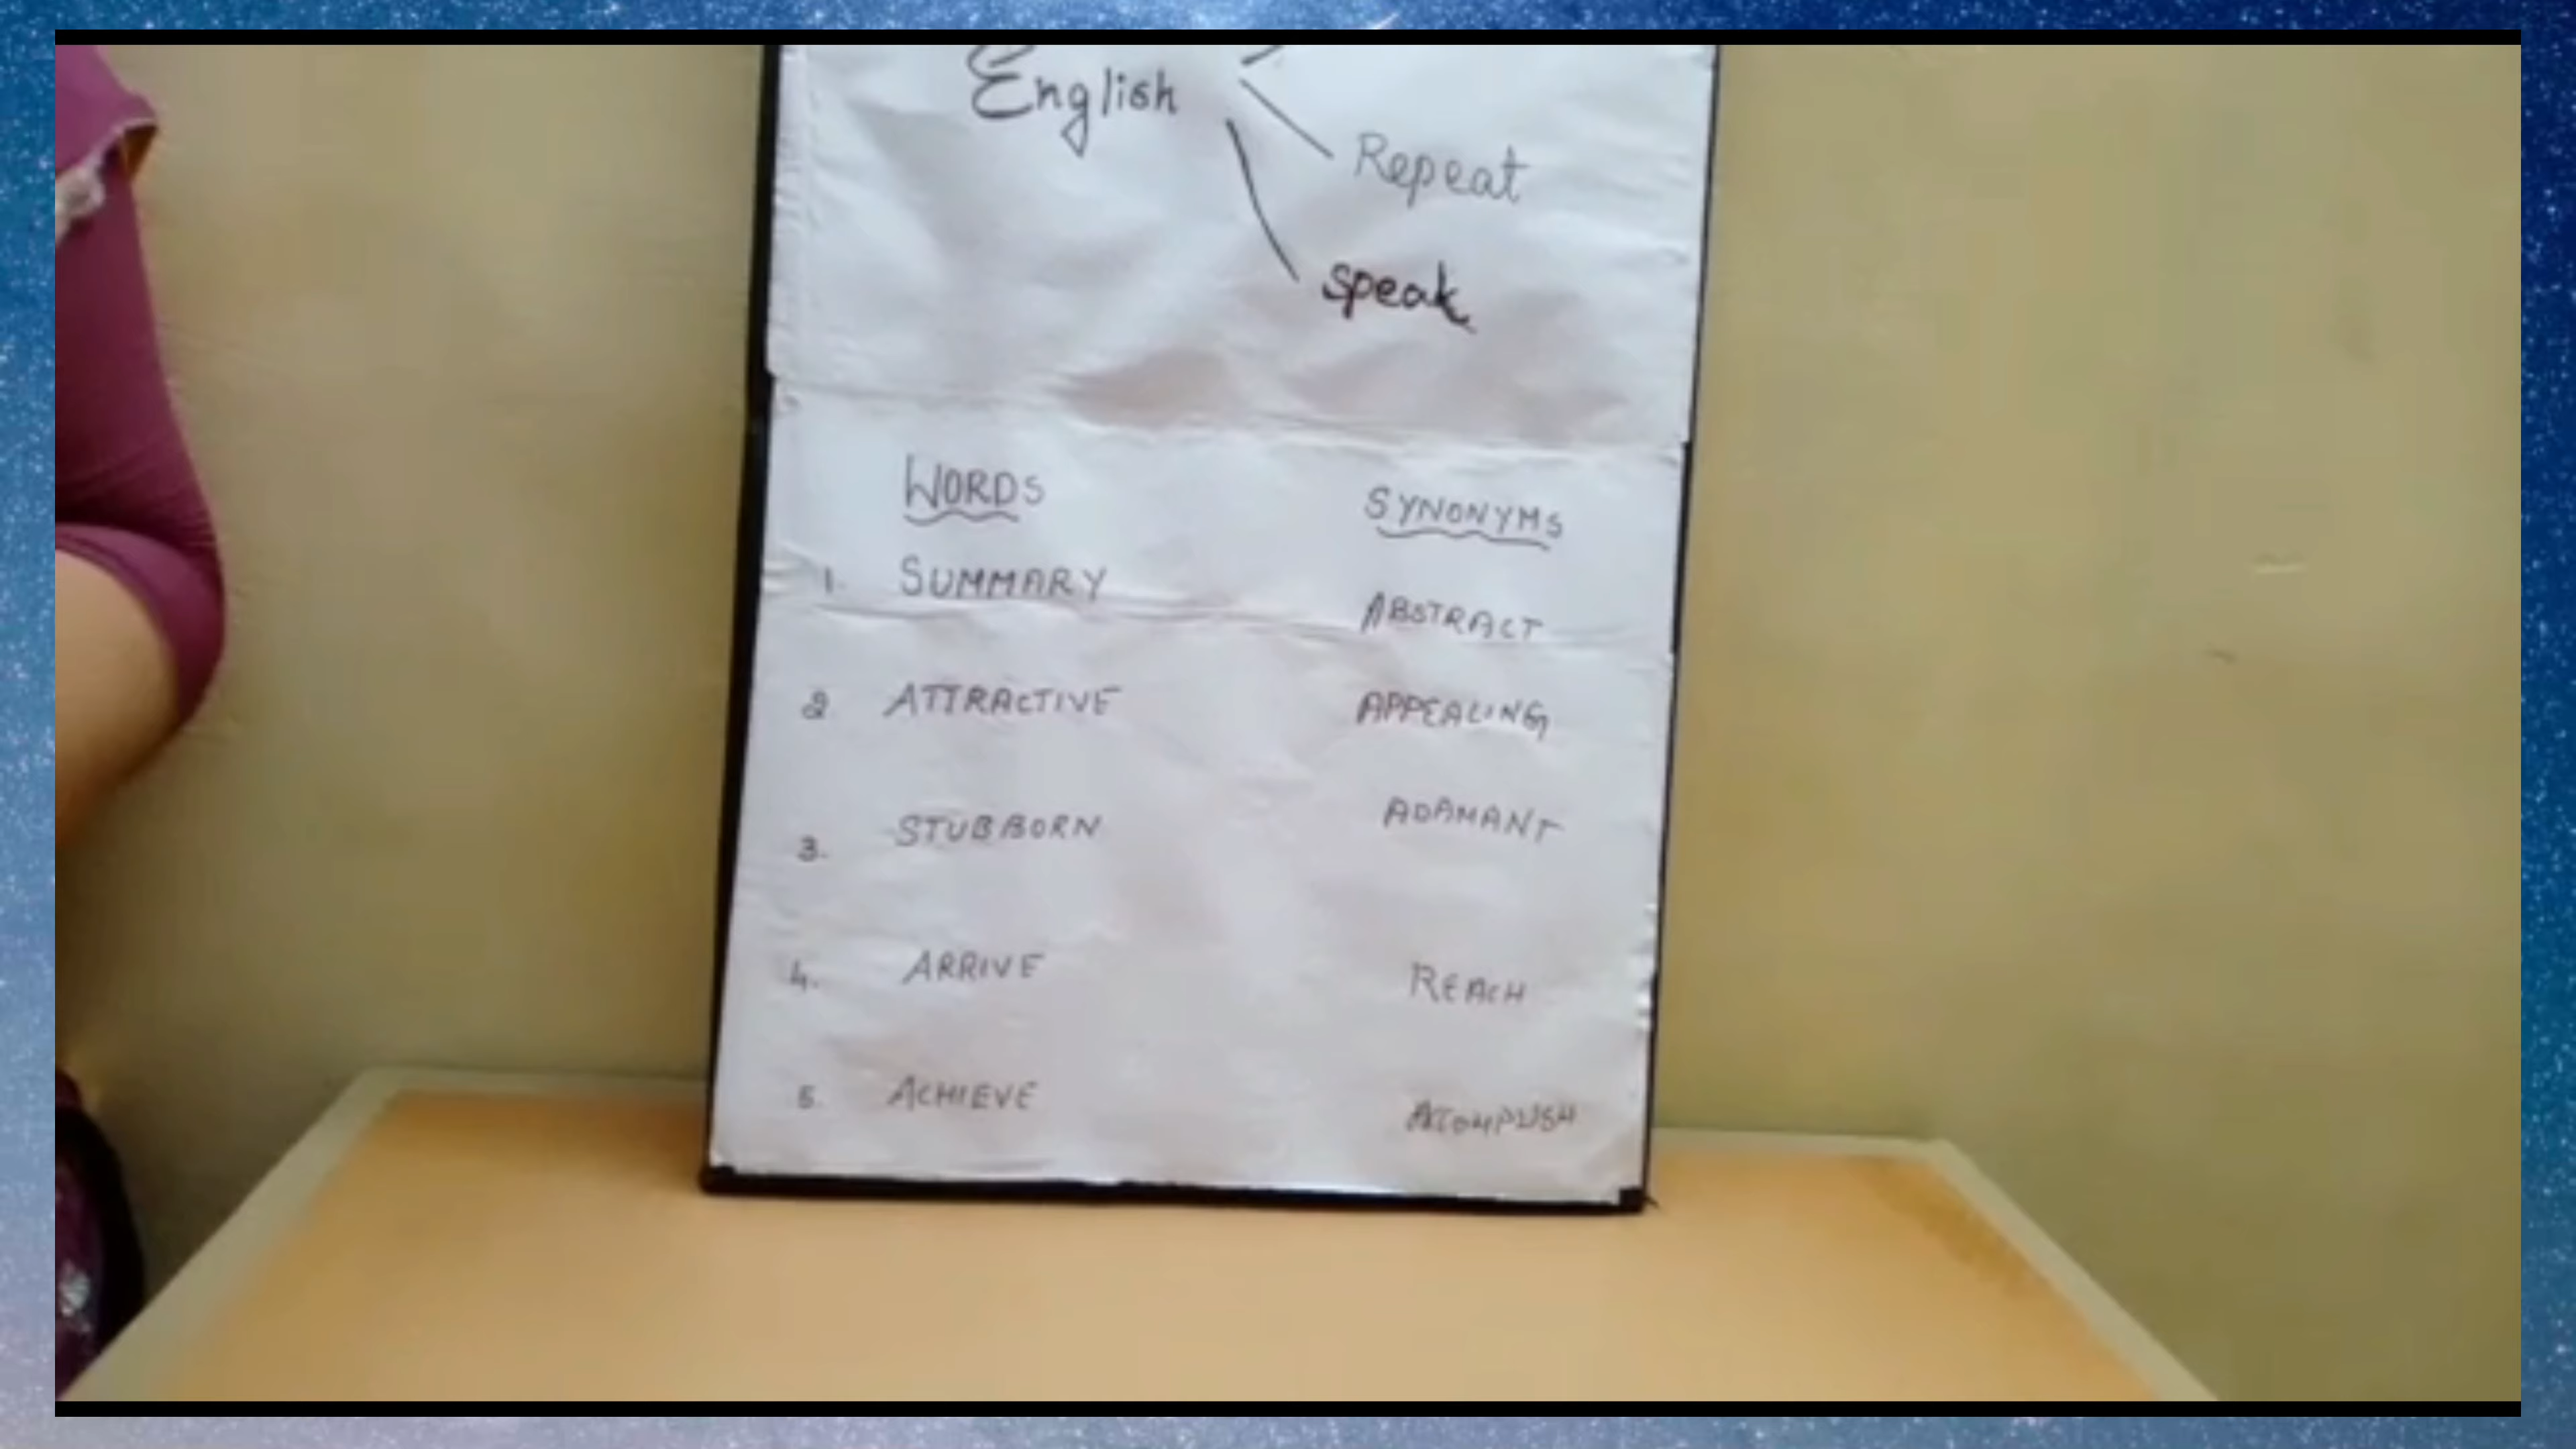 English
Repeat
speak
WORDS SYNONYMS
1. SUMMARY ABSTRACT
2. ATTRACTIVE APPEALING
3. STUBBORN ADAMANT
4. ARRIVE REACH
5. ACHIEVE